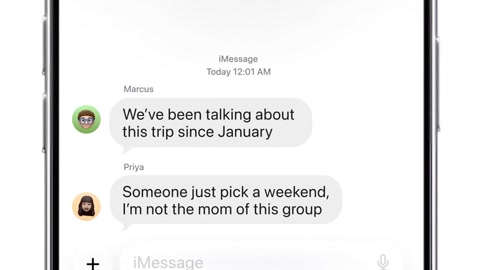 iMessage
Today 12:01 AM
Marcus
We’ve been talking about
this trip since January
Priya
Someone just pick a weekend,
I’m not the mom of this group
iMessage